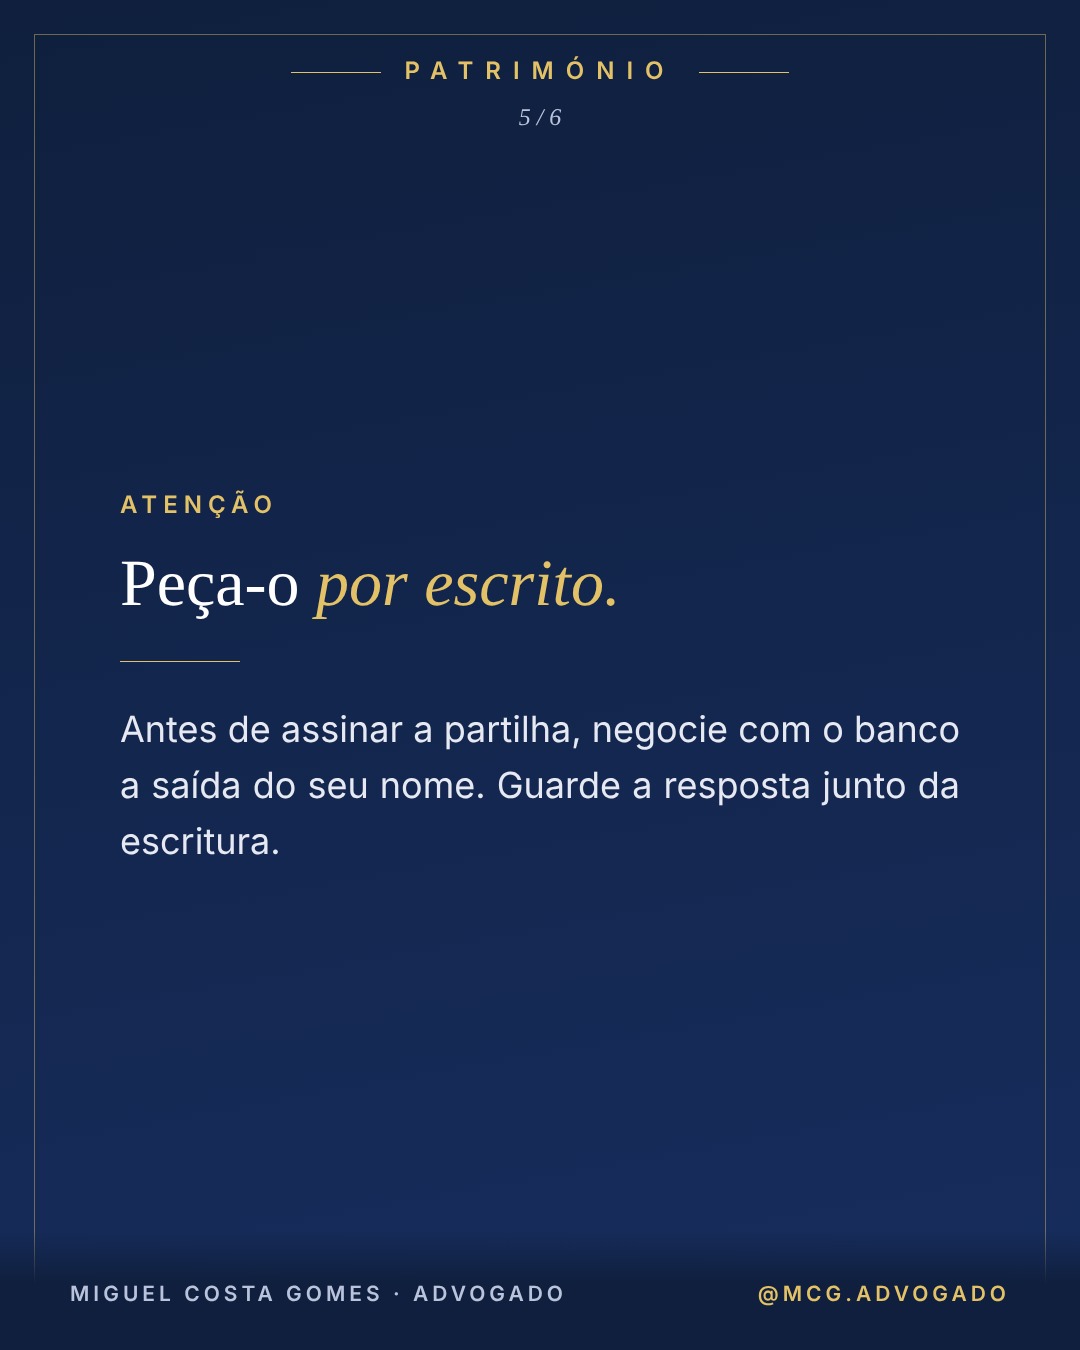 PATRIMÓNIO
5 / 6
ATENÇÃO
Peça-o por escrito.
Antes de assinar a partilha, negocie com o banco
a saída do seu nome. Guarde a resposta junto da
escritura.
MIGUEL COSTA GOMES · ADVOGADO
@MCG.ADVOGADO